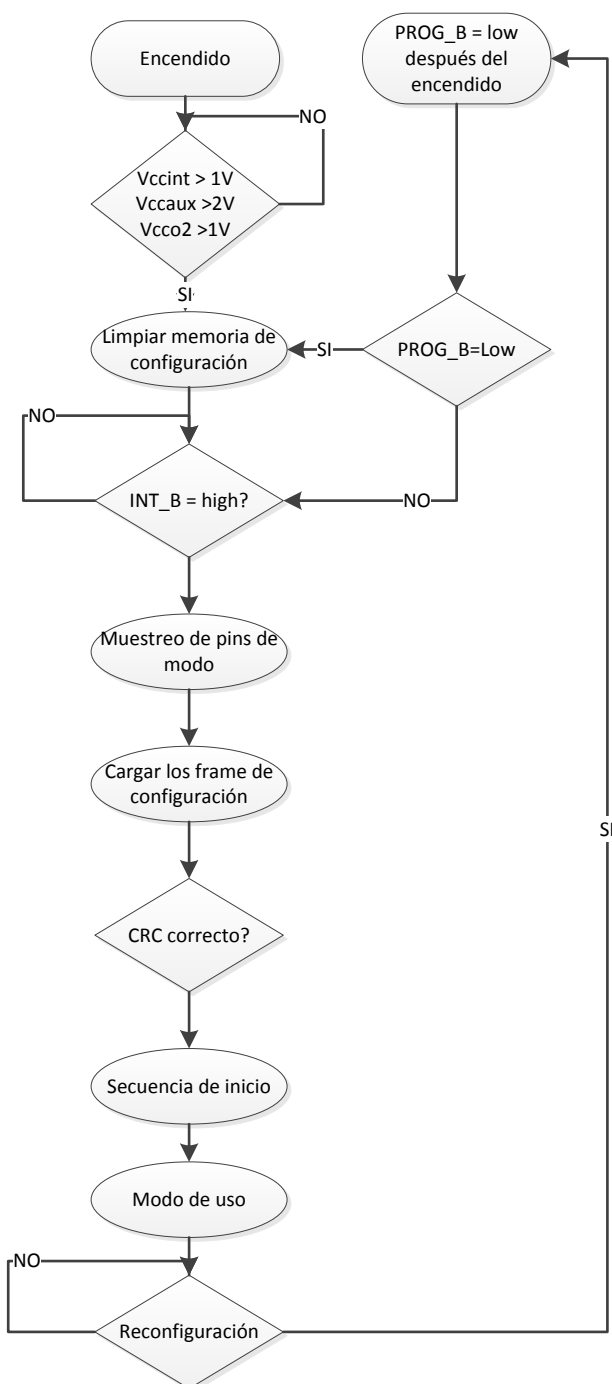 Encendido
PROG_B = low
después del
encendido
NO
Vccint > 1V
Vccaux >2V
Vcco2 >1V
SI
Limpiar memoria de
configuración
SI
PROG_B=Low
NO
INT_B = high?
NO
Muestreo de pins de
modo
Cargar los frame de
configuración
SI
CRC correcto?
Secuencia de inicio
Modo de uso
NO
Reconfiguración